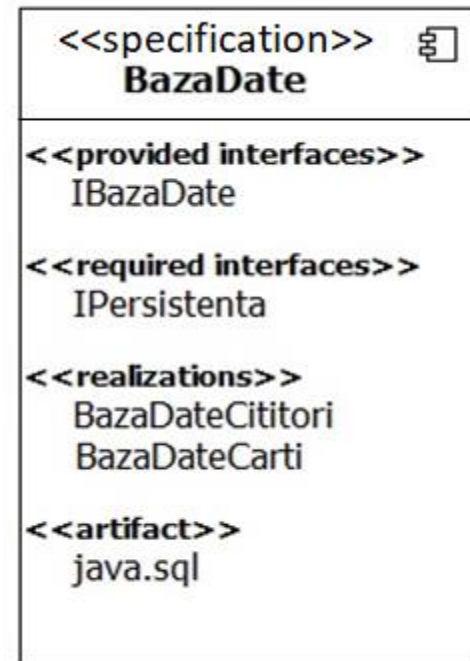 <<specification>>
BazaDate
<<provided interfaces>>
IBazaDate
<<required interfaces>>
IPersistenta
<<realizations>>
BazaDateCititori
BazaDateCarti
<<artifact>>
java.sql